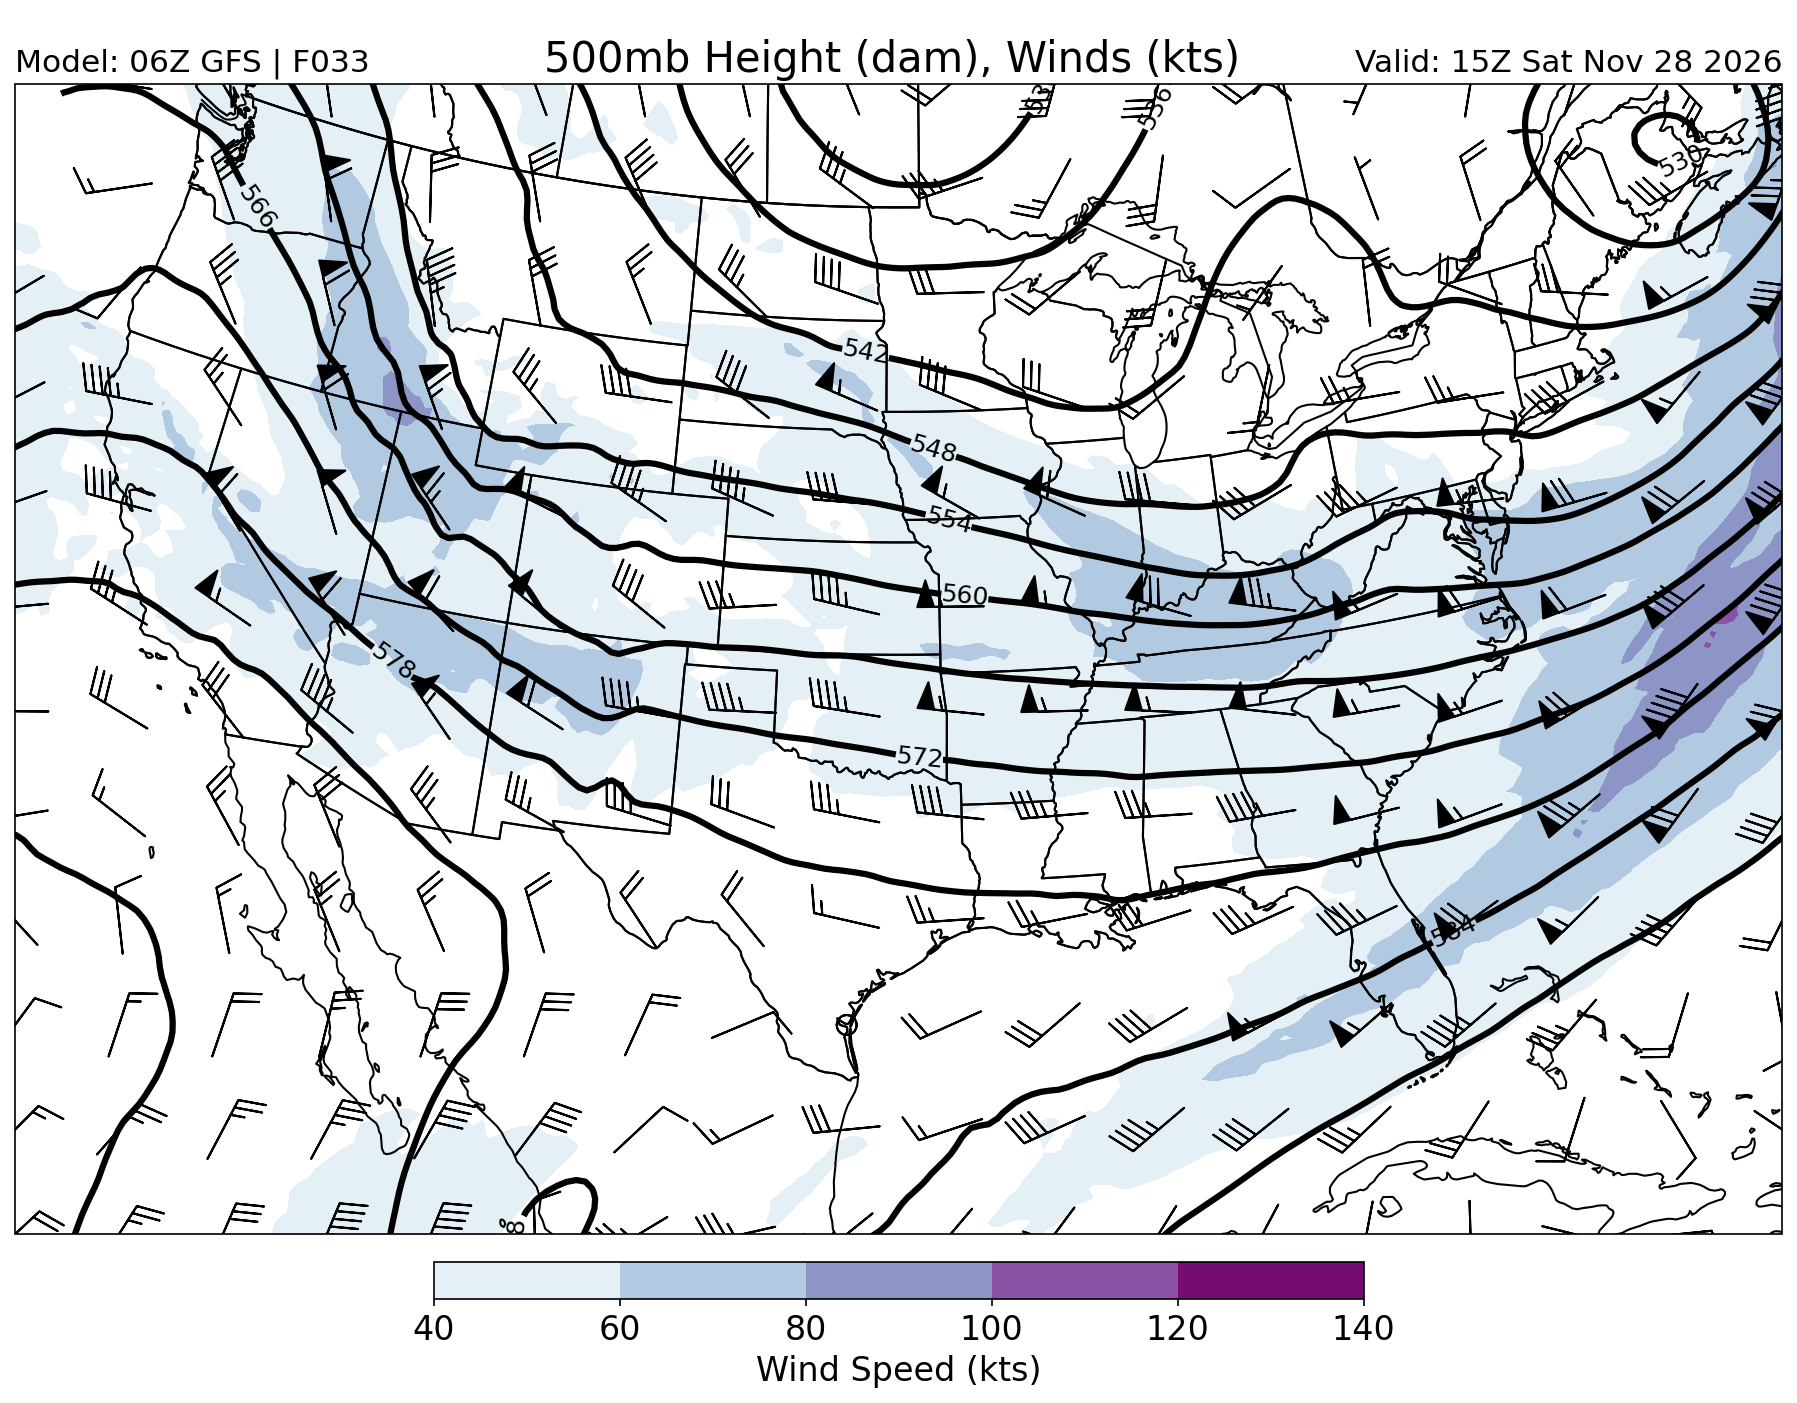 500mb Height (dam), Winds (kts)
Model: 06Z GFS | F033
Valid: 15Z Sat Nov 28 2026
536
530
566
542
548
554
560
578
572
584
40 60 80 100 120 140
Wind Speed (kts)